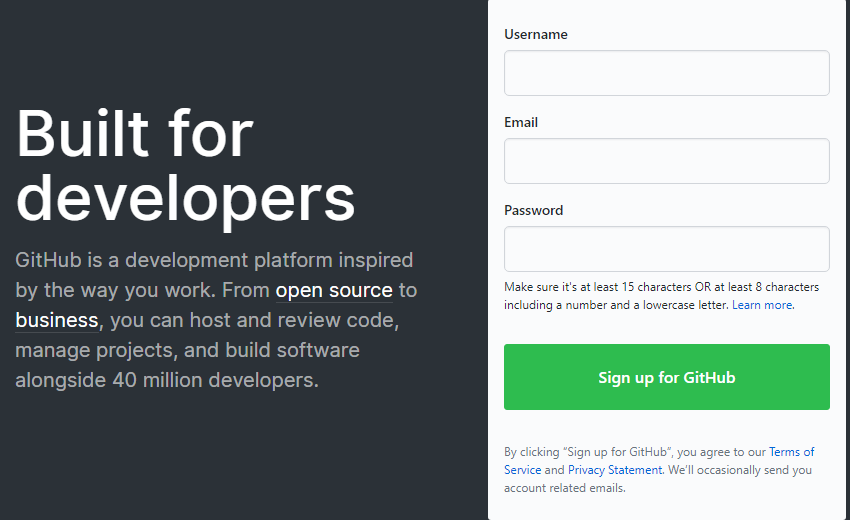 Built for
developers
GitHub is a development platform inspired
by the way you work. From open source to
business, you can host and review code,
manage projects, and build software
alongside 40 million developers.
Username
Email
Password
Make sure it's at least 15 characters OR at least 8 characters
including a number and a lowercase letter. Learn more.
Sign up for GitHub
By clicking “Sign up for GitHub”, you agree to our Terms of
Service and Privacy Statement. We’ll occasionally send you
account related emails.